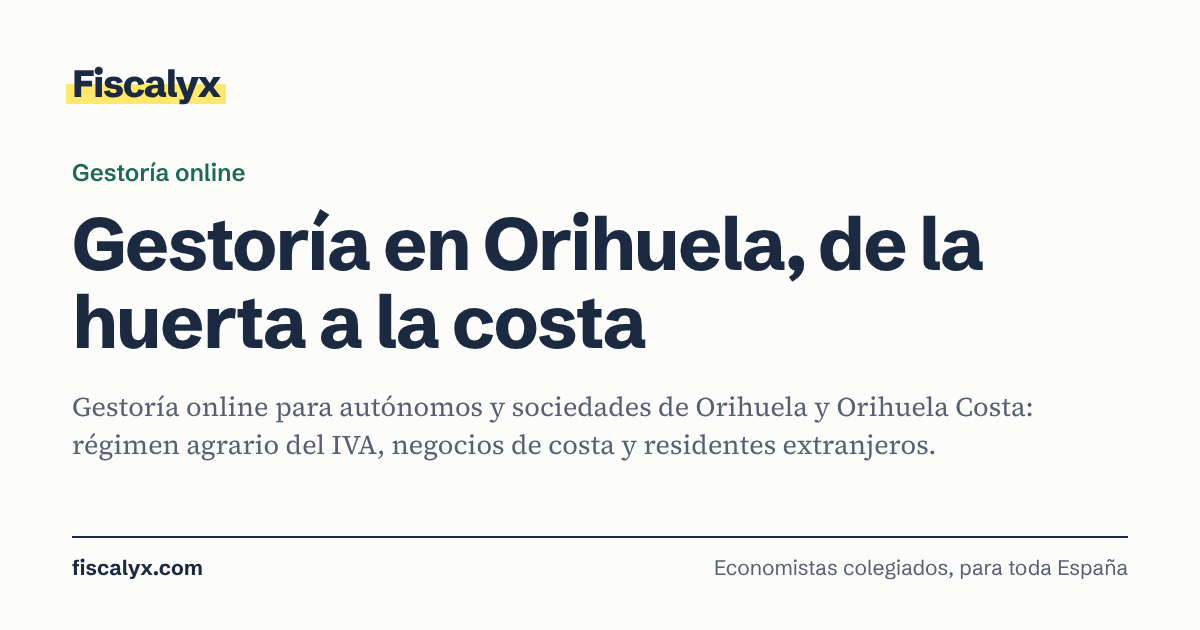 Fiscalyx
Gestoría online
Gestoría en Orihuela, de la
huerta a la costa
Gestoría online para autónomos y sociedades de Orihuela y Orihuela Costa:
régimen agrario del IVA, negocios de costa y residentes extranjeros.
fiscalyx.com
Economistas colegiados, para toda España